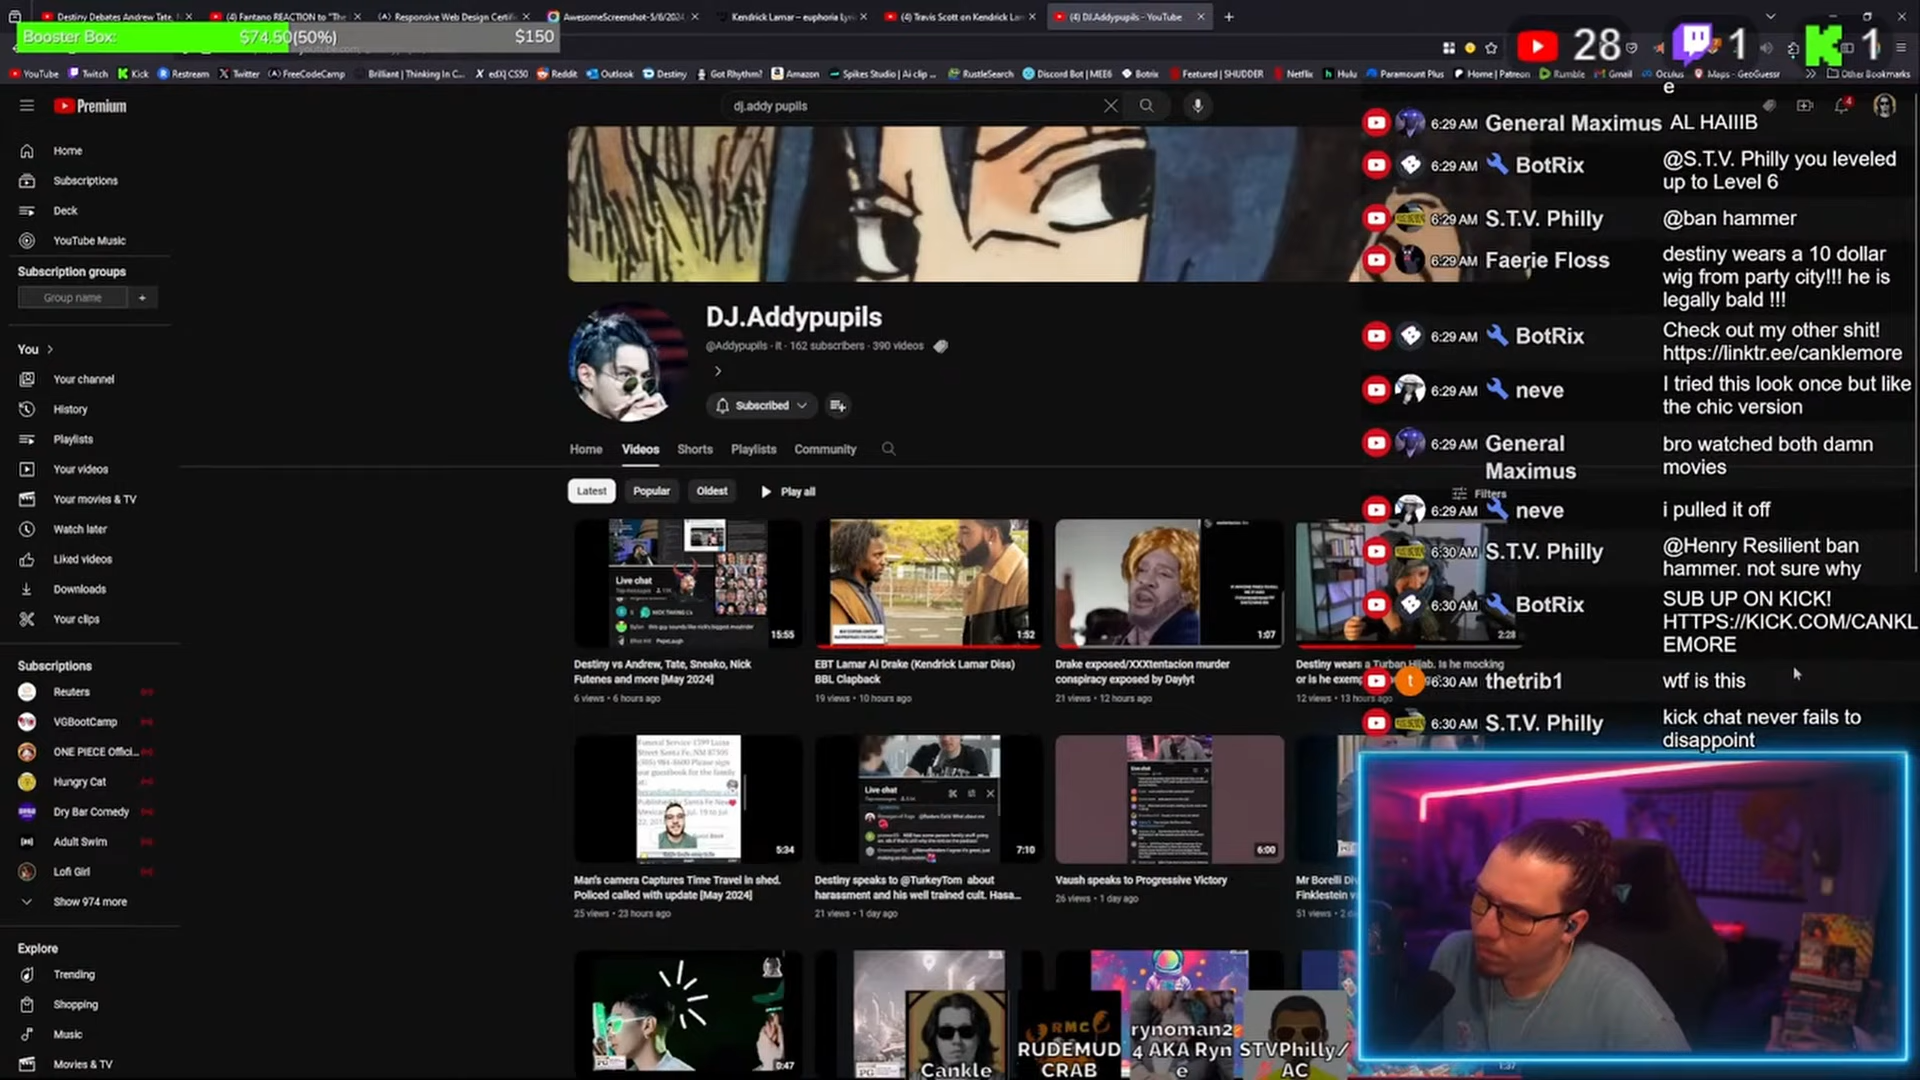 Destiny Debates Andrew Tate,
(4) Fantano REACTION to "The
(A) Responsive Web Design Certific
AwesomeScreenshot-5/6/2024
Kendrick Lamar – euphoria Lyri
(4) Travis Scott on Kendrick Lam
(4) DJ.Addypupils - YouTube
Booster Box: $74.50(50%) $150
28 1 1
YouTube Twitch Kick Restream Twitter (A) FreeCodeCamp Brilliant | Thinking In C... edX| CS50 Reddit Outlook Destiny Got Rhythm? Amazon Spikes Studio | Ai clip ... RustleSearch Discord Bot | MEE6 Botrix Featured | SHUDDER Netflix Hulu Paramount Plus Home | Patreon Rumble Gmail Oculus Maps - GeoGuessr Other Bookmarks
Premium
dj.addy pupils
Home
Subscriptions
Deck
YouTube Music
Subscription groups
Group name +
You
Your channel
History
Playlists
Your videos
Your movies & TV
Watch later
Liked videos
Downloads
Your clips
Subscriptions
Reuters
VGBootCamp
ONE PIECE Offici...
Hungry Cat
Dry Bar Comedy
Adult Swim
Lofi Girl
Show 974 more
Explore
Trending
Shopping
Music
Movies & TV
DJ.Addypupils
@Addypupils · it · 162 subscribers · 390 videos
Subscribed
Home Videos Shorts Playlists Community
Latest Popular Oldest Play all
Filters
Live chat
15:55
1:52
1:07
2:28
Destiny vs Andrew, Tate, Sneako, Nick
Futenes and more [May 2024]
6 views · 6 hours ago
EBT Lamar Ai Drake (Kendrick Lamar Diss)
BBL Clapback
19 views · 10 hours ago
Drake exposed/XXXtentacion murder
conspiracy exposed by Daylyt
21 views · 12 hours ago
Destiny wears a Turban Hijab. Is he mocking
12 views · 13 hours ago
5:34
Live chat
7:10
6:00
Man's camera Captures Time Travel in shed.
Policed called with update [May 2024]
25 views · 23 hours ago
Destiny speaks to @TurkeyTom about
harassment and his well trained cult. Hasa...
21 views · 1 day ago
Vaush speaks to Progressive Victory
26 views · 1 day ago
Mr Borelli Di
Finklestein v
51 views · 2 d
0:47
1:37
e
6:29 AM General Maximus AL HAIIIB
6:29 AM BotRix @S.T.V. Philly you leveled
up to Level 6
6:29 AM S.T.V. Philly @ban hammer
6:29 AM Faerie Floss destiny wears a 10 dollar
wig from party city!!! he is
legally bald !!!
6:29 AM BotRix Check out my other shit!
https://linktr.ee/canklemore
6:29 AM neve I tried this look once but like
the chic version
6:29 AM General Maximus bro watched both damn
movies
6:29 AM neve i pulled it off
6:30 AM S.T.V. Philly @Henry Resilient ban
hammer. not sure why
6:30 AM BotRix SUB UP ON KICK!
HTTPS://KICK.COM/CANKL
EMORE
6:30 AM thetrib1 wtf is this
6:30 AM S.T.V. Philly kick chat never fails to
disappoint
Cankle
RUDEMUD
CRAB
rynoman2
4 AKA Ryn
e
STVPhilly/
AC